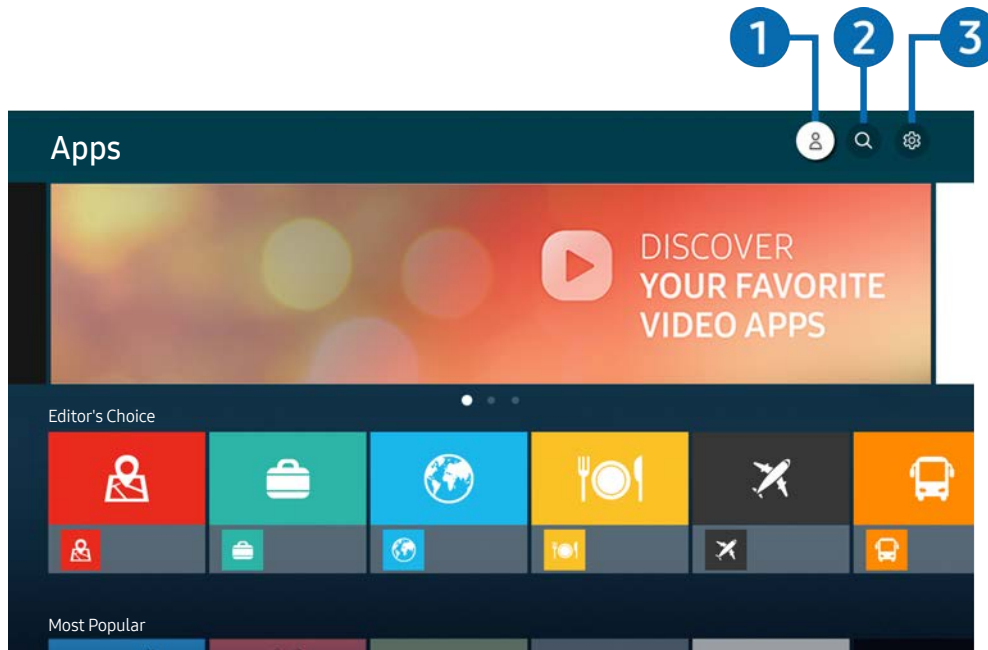 1 2 3
Apps
DISCOVER
YOUR FAVORITE
VIDEO APPS
Editor's Choice
Most Popular